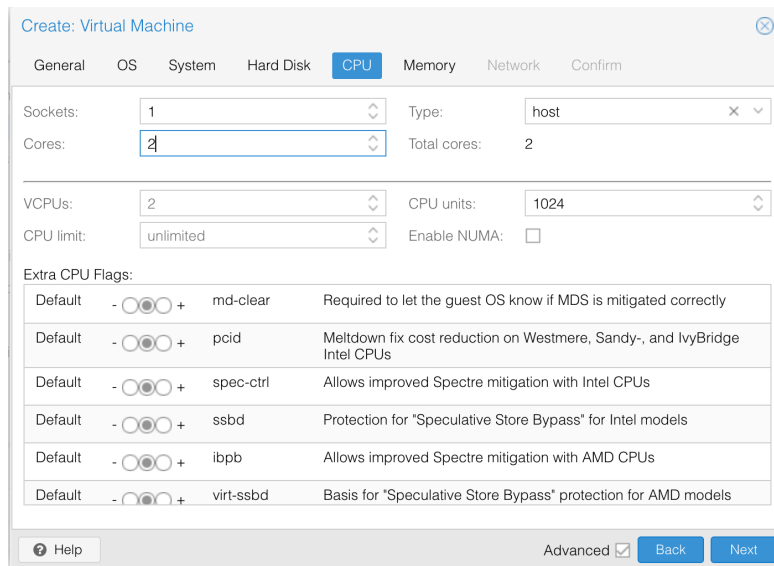 Create: Virtual Machine
General OS System Hard Disk CPU Memory Network Confirm
Sockets: 1 Type: host
Cores: 2 Total cores: 2
VCPUs: 2 CPU units: 1024
CPU limit: unlimited Enable NUMA:
Extra CPU Flags:
Default - + md-clear Required to let the guest OS know if MDS is mitigated correctly
Default - + pcid Meltdown fix cost reduction on Westmere, Sandy-, and IvyBridge
Intel CPUs
Default - + spec-ctrl Allows improved Spectre mitigation with Intel CPUs
Default - + ssbd Protection for "Speculative Store Bypass" for Intel models
Default - + ibpb Allows improved Spectre mitigation with AMD CPUs
Default - + virt-ssbd Basis for "Speculative Store Bypass" protection for AMD models
? Help Advanced Back Next